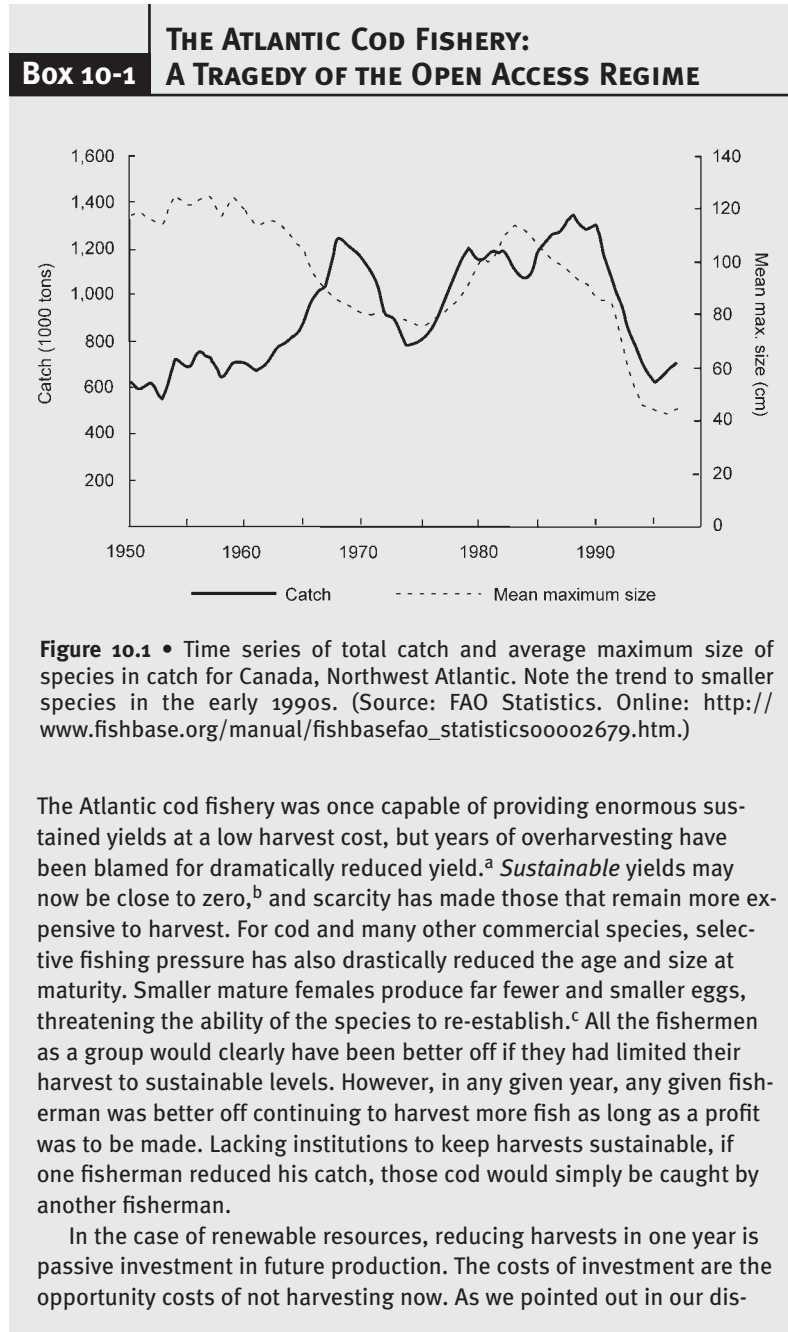 THE ATLANTIC COD FISHERY:
BOX 10-1 A TRAGEDY OF THE OPEN ACCESS REGIME
1,600
1,400
1,200
1,000
800
600
400
200
Catch (1000 tons)
140
120
100
80
60
40
20
0
Mean max. size (cm)
1950 1960 1970 1980 1990
Catch Mean maximum size
Figure 10.1 • Time series of total catch and average maximum size of
species in catch for Canada, Northwest Atlantic. Note the trend to smaller
species in the early 1990s. (Source: FAO Statistics. Online: http://
www.fishbase.org/manual/fishbasefao_statistics00002679.htm.)
The Atlantic cod fishery was once capable of providing enormous sus-
tained yields at a low harvest cost, but years of overharvesting have
been blamed for dramatically reduced yield.a Sustainable yields may
now be close to zero,b and scarcity has made those that remain more ex-
pensive to harvest. For cod and many other commercial species, selec-
tive fishing pressure has also drastically reduced the age and size at
maturity. Smaller mature females produce far fewer and smaller eggs,
threatening the ability of the species to re-establish.c All the fishermen
as a group would clearly have been better off if they had limited their
harvest to sustainable levels. However, in any given year, any given fish-
erman was better off continuing to harvest more fish as long as a profit
was to be made. Lacking institutions to keep harvests sustainable, if
one fisherman reduced his catch, those cod would simply be caught by
another fisherman.
In the case of renewable resources, reducing harvests in one year is
passive investment in future production. The costs of investment are the
opportunity costs of not harvesting now. As we pointed out in our dis-